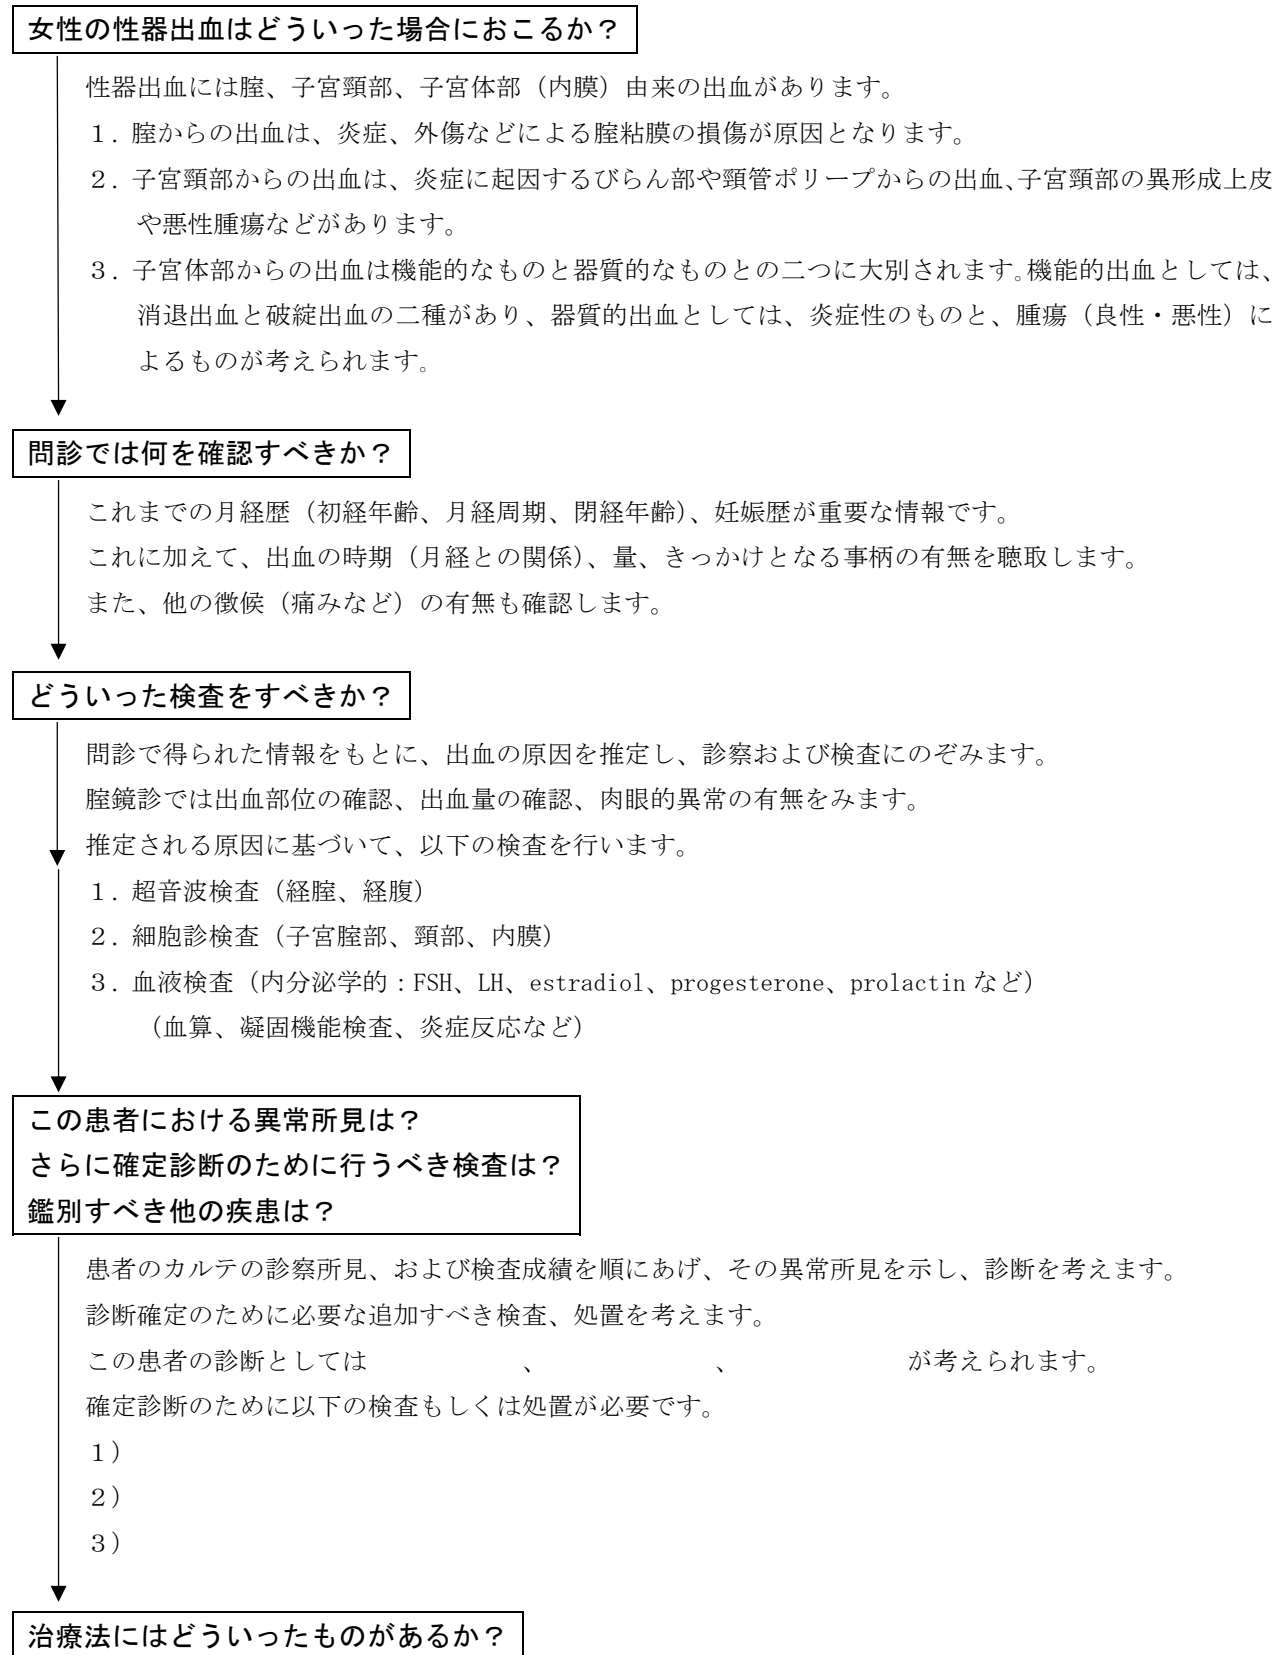 女性の性器出血はどういった場合におこるか？
性器出血には腟、子宮頸部、子宮体部（内膜）由来の出血があります。
１. 腟からの出血は、炎症、外傷などによる腟粘膜の損傷が原因となります。
２. 子宮頸部からの出血は、炎症に起因するびらん部や頸管ポリープからの出血、子宮頸部の異形成上皮
や悪性腫瘍などがあります。
３. 子宮体部からの出血は機能的なものと器質的なものとの二つに大別されます。機能的出血としては、
消退出血と破綻出血の二種があり、器質的出血としては、炎症性のものと、腫瘍（良性・悪性）に
よるものが考えられます。
問診では何を確認すべきか？
これまでの月経歴（初経年齢、月経周期、閉経年齢）、妊娠歴が重要な情報です。
これに加えて、出血の時期（月経との関係）、量、きっかけとなる事柄の有無を聴取します。
また、他の徴候（痛みなど）の有無も確認します。
どういった検査をすべきか？
問診で得られた情報をもとに、出血の原因を推定し、診察および検査にのぞみます。
腟鏡診では出血部位の確認、出血量の確認、肉眼的異常の有無をみます。
推定される原因に基づいて、以下の検査を行います。
１. 超音波検査（経腟、経腹）
２. 細胞診検査（子宮腟部、頸部、内膜）
３. 血液検査（内分泌学的：FSH、LH、estradiol、progesterone、prolactin など）
（血算、凝固機能検査、炎症反応など）
この患者における異常所見は？
さらに確定診断のために行うべき検査は？
鑑別すべき他の疾患は？
患者のカルテの診察所見、および検査成績を順にあげ、その異常所見を示し、診断を考えます。
診断確定のために必要な追加すべき検査、処置を考えます。
この患者の診断としては　　　　　　、　　　　　　　、　　　　　　　が考えられます。
確定診断のために以下の検査もしくは処置が必要です。
１）
２）
３）
治療法にはどういったものがあるか？